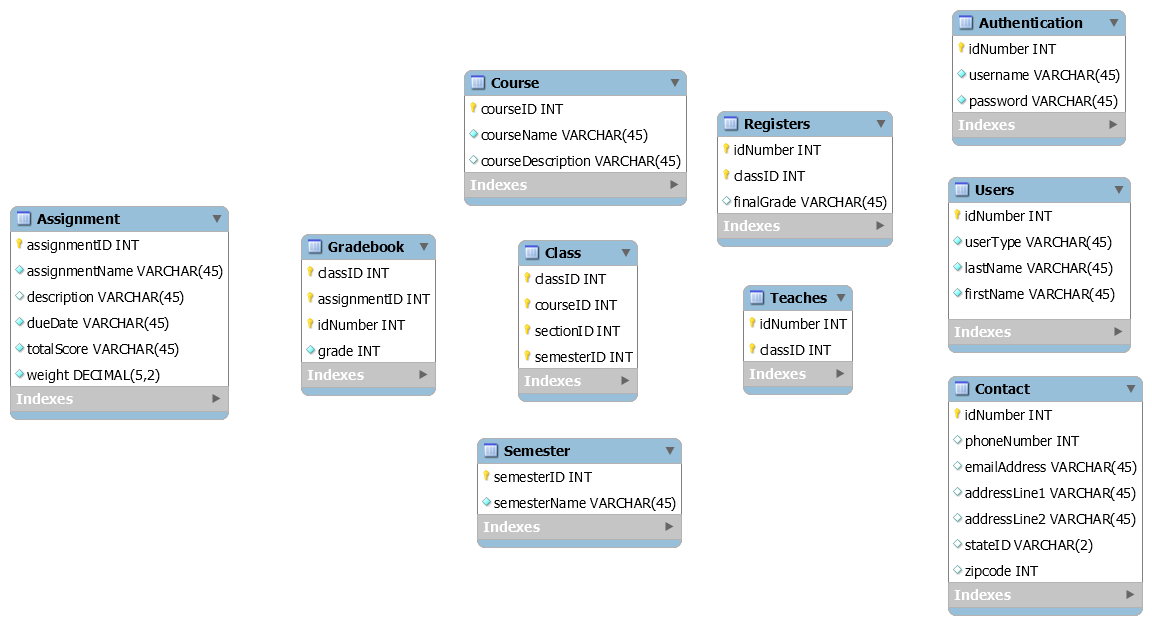 Authentication
idNumber INT
username VARCHAR(45)
password VARCHAR(45)
Indexes
Course
courseID INT
courseName VARCHAR(45)
courseDescription VARCHAR(45)
Indexes
Registers
idNumber INT
classID INT
finalGrade VARCHAR(45)
Indexes
Users
idNumber INT
userType VARCHAR(45)
lastName VARCHAR(45)
firstName VARCHAR(45)
Indexes
Assignment
assignmentID INT
assignmentName VARCHAR(45)
description VARCHAR(45)
dueDate VARCHAR(45)
totalScore VARCHAR(45)
weight DECIMAL(5,2)
Indexes
Gradebook
classID INT
assignmentID INT
idNumber INT
grade INT
Indexes
Class
classID INT
courseID INT
sectionID INT
semesterID INT
Indexes
Teaches
idNumber INT
classID INT
Indexes
Semester
semesterID INT
semesterName VARCHAR(45)
Indexes
Contact
idNumber INT
phoneNumber INT
emailAddress VARCHAR(45)
addressLine1 VARCHAR(45)
addressLine2 VARCHAR(45)
stateID VARCHAR(2)
zipcode INT
Indexes